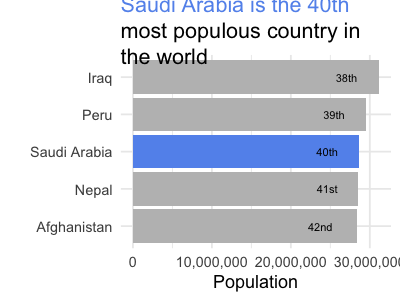 Saudi Arabia is the 40th
most populous country in
the world
Iraq 38th
Peru 39th
Saudi Arabia 40th
Nepal 41st
Afghanistan 42nd
0 10,000,000 20,000,000 30,000,000
Population